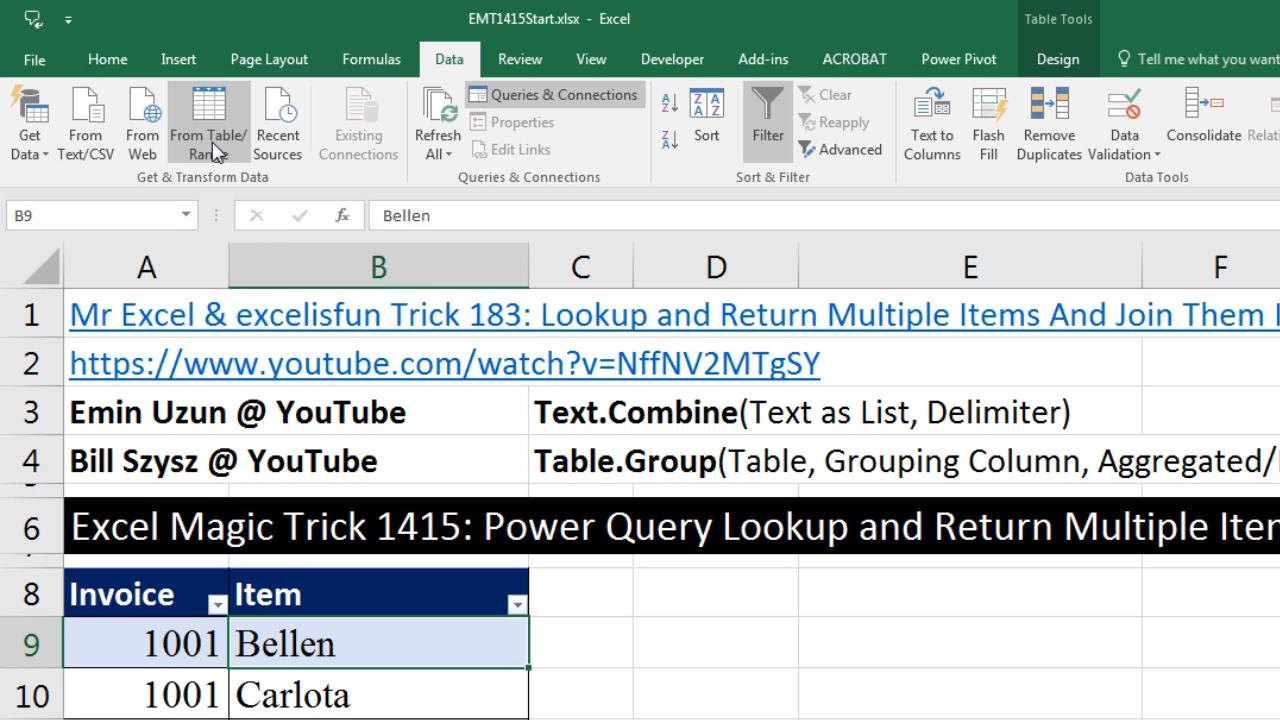 EMT1415Start.xlsx - Excel
Table Tools
File Home Insert Page Layout Formulas Data Review View Developer Add-ins ACROBAT Power Pivot Design Tell me what you want
Get Data
From Text/CSV
From Web
From Table/
Recent Sources
Existing Connections
Get & Transform Data
Refresh All
Queries & Connections
Properties
Edit Links
Queries & Connections
Sort
Filter
Clear
Reapply
Advanced
Sort & Filter
Text to Columns
Flash Fill
Remove Duplicates
Data Validation
Consolidate
Data Tools
B9 fx Bellen
A B C D E F
1 Mr Excel & excelisfun Trick 183: Lookup and Return Multiple Items And Join Them
2 https://www.youtube.com/watch?v=NffNV2MTgSY
3 Emin Uzun @ YouTube Text.Combine(Text as List, Delimiter)
4 Bill Szysz @ YouTube Table.Group(Table, Grouping Column, Aggregated/
6 Excel Magic Trick 1415: Power Query Lookup and Return Multiple
8 Invoice Item
9 1001 Bellen
10 1001 Carlota